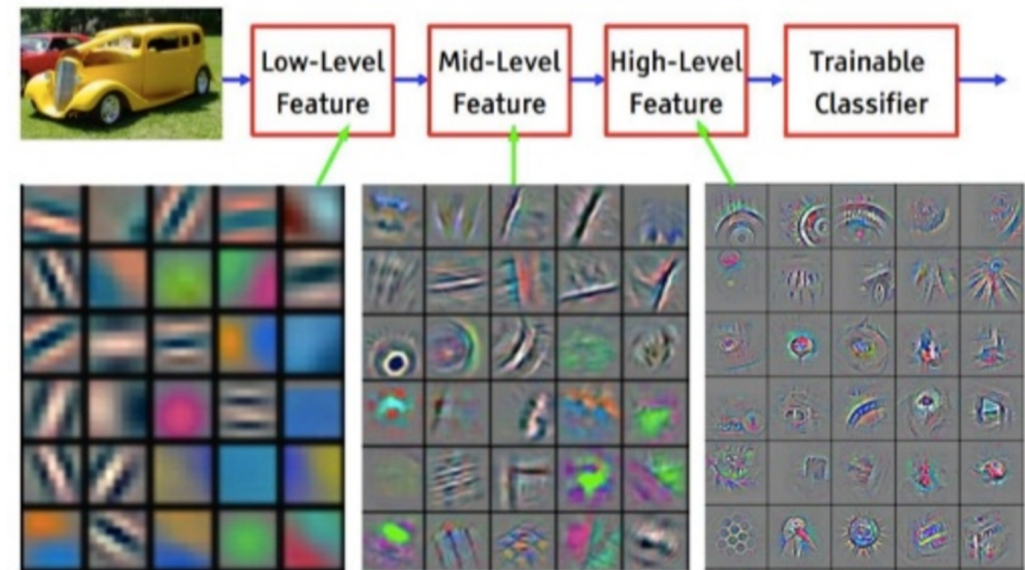 Low-Level
Feature
Mid-Level
Feature
High-Level
Feature
Trainable
Classifier